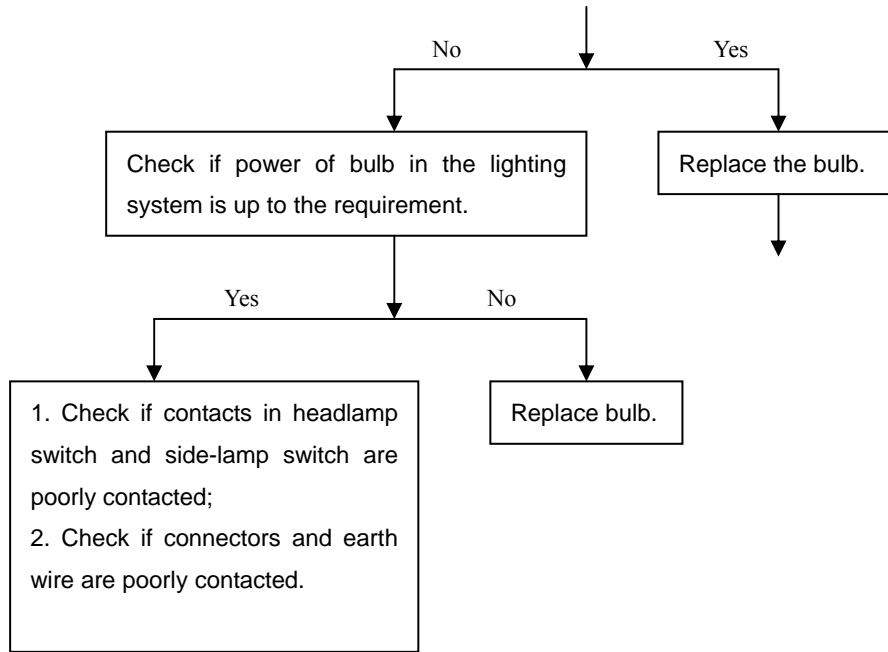 No
Yes
Check if power of bulb in the lighting
system is up to the requirement.
Replace the bulb.
Yes
No
1. Check if contacts in headlamp
switch and side-lamp switch are
poorly contacted;
2. Check if connectors and earth
wire are poorly contacted.
Replace bulb.